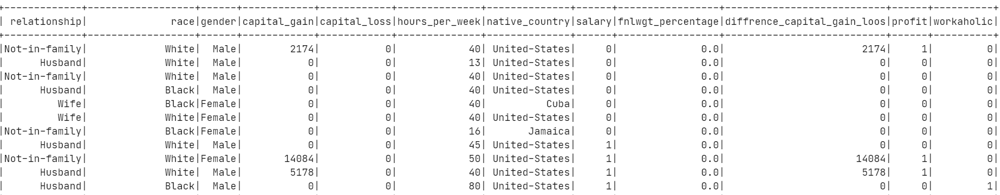 +--------------+------------------+------+------------+------------+--------------+--------------+------+-----------------+---------------------------+------+----------+
| relationship|              race|gender|capital_gain|capital_loss|hours_per_week|native_country|salary|fnlwgt_percentage|diffrence_capital_gain_loos|profit|workaholic|
+--------------+------------------+------+------------+------------+--------------+--------------+------+-----------------+---------------------------+------+----------+
|Not-in-family|             White|  Male|        2174|           0|            40| United-States|     0|              0.0|                       2174|     1|         0|
|      Husband|             White|  Male|           0|           0|            13| United-States|     0|              0.0|                          0|     0|         0|
|Not-in-family|             White|  Male|           0|           0|            40| United-States|     0|              0.0|                          0|     0|         0|
|      Husband|             Black|  Male|           0|           0|            40| United-States|     0|              0.0|                          0|     0|         0|
|         Wife|             Black|Female|           0|           0|            40|          Cuba|     0|              0.0|                          0|     0|         0|
|         Wife|             White|Female|           0|           0|            40| United-States|     0|              0.0|                          0|     0|         0|
|Not-in-family|             Black|Female|           0|           0|            16|       Jamaica|     0|              0.0|                          0|     0|         0|
|      Husband|             White|  Male|           0|           0|            45| United-States|     1|              0.0|                          0|     0|         0|
|Not-in-family|             White|Female|       14084|           0|            50| United-States|     1|              0.0|                      14084|     1|         0|
|      Husband|             White|  Male|        5178|           0|            40| United-States|     1|              0.0|                       5178|     1|         0|
|      Husband|             Black|  Male|           0|           0|            80| United-States|     1|              0.0|                          0|     0|         1|